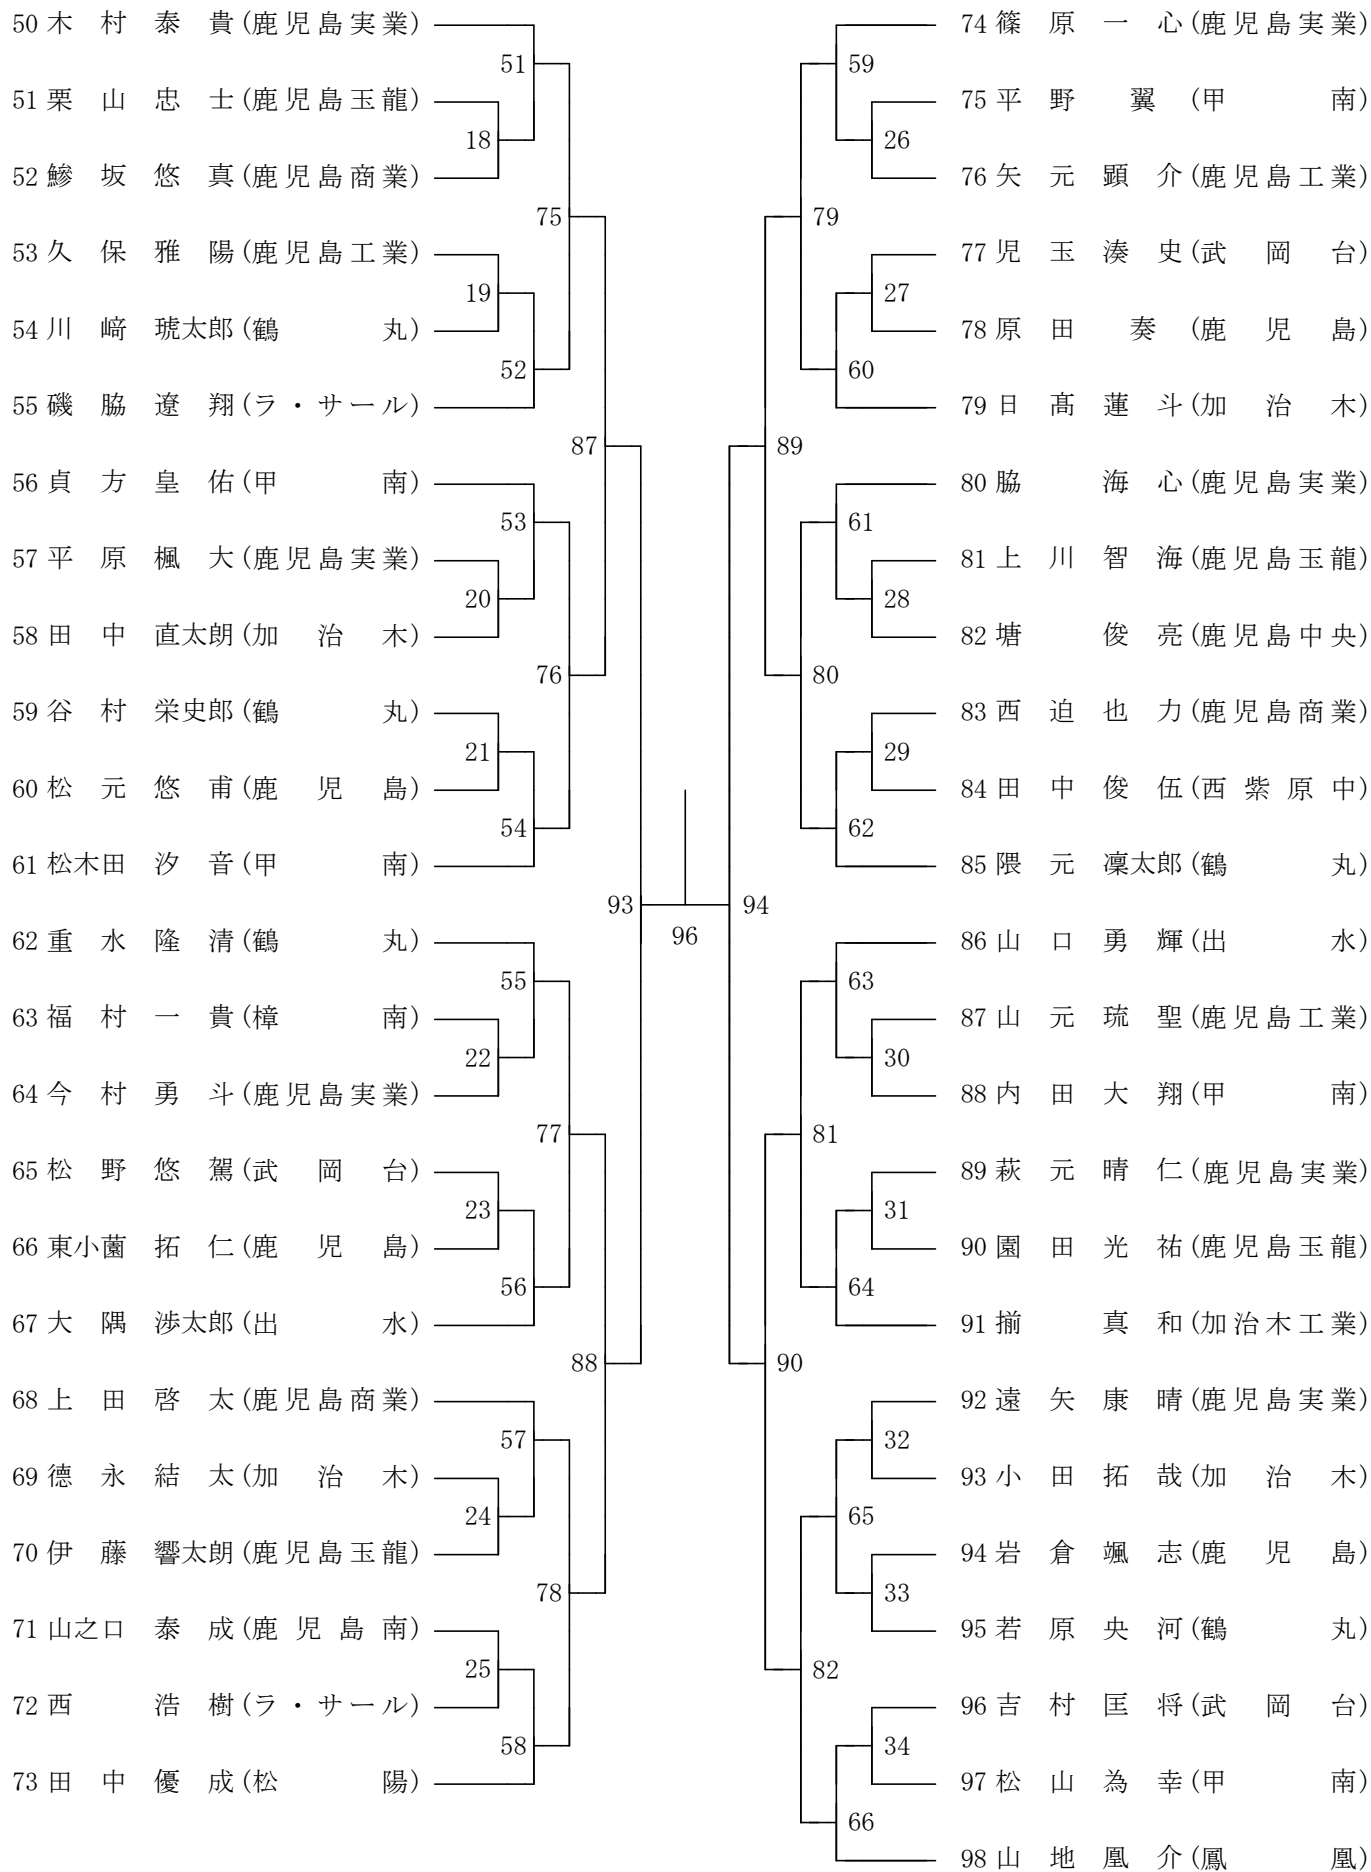 50 木村泰貴(鹿児島実業)
51
51 栗山忠士(鹿児島玉龍)
18
52 鰺坂悠真(鹿児島商業)
75
53 久保雅陽(鹿児島工業)
19
54 川﨑琥太郎(鶴丸)
52
55 磯脇遼翔(ラ・サール)
87
56 貞方皇佑(甲南)
53
57 平原楓大(鹿児島実業)
20
58 田中直太朗(加治木)
76
59 谷村栄史郎(鶴丸)
21
60 松元悠甫(鹿児島)
54
61 松木田汐音(甲南)
93
62 重水隆清(鶴丸)
55
63 福村一貴(樟南)
22
64 今村勇斗(鹿児島実業)
77
65 松野悠駕(武岡台)
23
66 東小薗拓仁(鹿児島)
56
67 大隅渉太郎(出水)
88
68 上田啓太(鹿児島商業)
57
69 德永結太(加治木)
24
70 伊藤響太朗(鹿児島玉龍)
78
71 山之口泰成(鹿児島南)
25
72 西浩樹(ラ・サール)
58
73 田中優成(松陽)
96
74 篠原一心(鹿児島実業)
59
75 平野翼(甲南)
26
76 矢元顕介(鹿児島工業)
79
77 児玉湊史(武岡台)
27
78 原田奏(鹿児島)
60
79 日髙蓮斗(加治木)
89
80 脇海心(鹿児島実業)
61
81 上川智海(鹿児島玉龍)
28
82 塘俊亮(鹿児島中央)
80
83 西迫也力(鹿児島商業)
29
84 田中俊伍(西紫原中)
62
85 隈元凜太郎(鶴丸)
94
86 山口勇輝(出水)
63
87 山元琉聖(鹿児島工業)
30
88 内田大翔(甲南)
81
89 萩元晴仁(鹿児島実業)
31
90 園田光祐(鹿児島玉龍)
64
91 揃真和(加治木工業)
90
92 遠矢康晴(鹿児島実業)
32
93 小田拓哉(加治木)
65
94 岩倉颯志(鹿児島)
33
95 若原央河(鶴丸)
82
96 吉村匡将(武岡台)
34
97 松山為幸(甲南)
66
98 山地凰介(鳳凰)